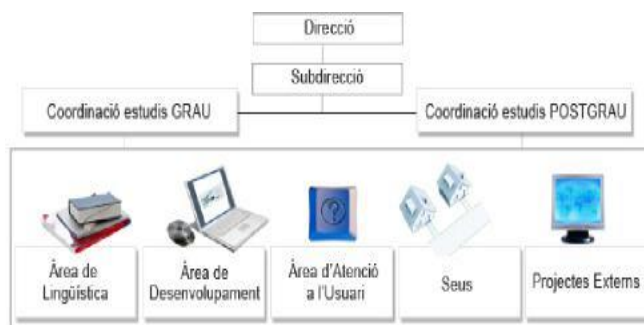 Direcció
Subdirecció
Coordinació estudis GRAU
Coordinació estudis POSTGRAU
Àrea de
Lingüística
Àrea de
Desenvolupament
Àrea d'Atenció
a l'Usuari
Seus
Projectes Externs